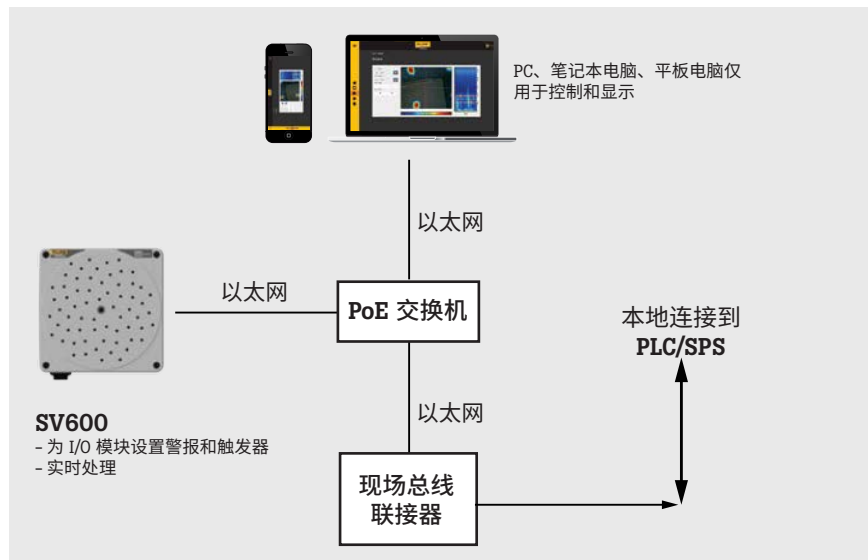 PC、笔记本电脑、平板电脑仅
用于控制和显示
以太网
以太网
PoE 交换机
本地连接到
PLC/SPS
SV600
– 为 I/O 模块设置警报和触发器
– 实时处理
以太网
现场总线
联接器